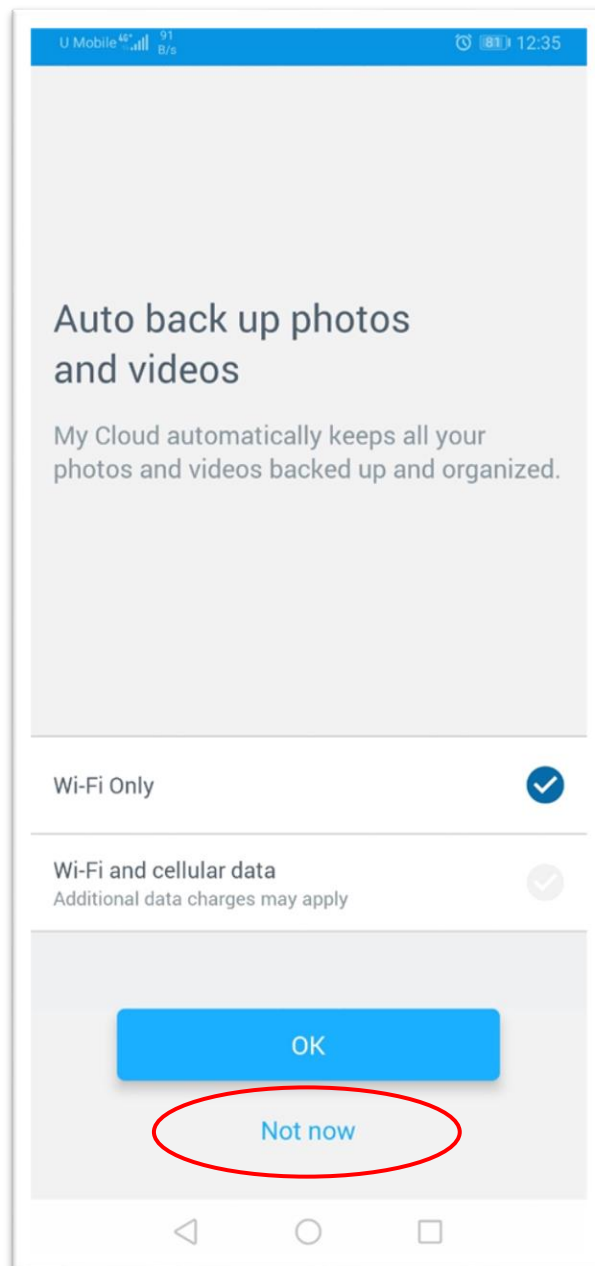 U Mobile 4G+ 91 B/s 81 12:35
Auto back up photos
and videos
My Cloud automatically keeps all your
photos and videos backed up and organized.
Wi-Fi Only
Wi-Fi and cellular data
Additional data charges may apply
OK
Not now